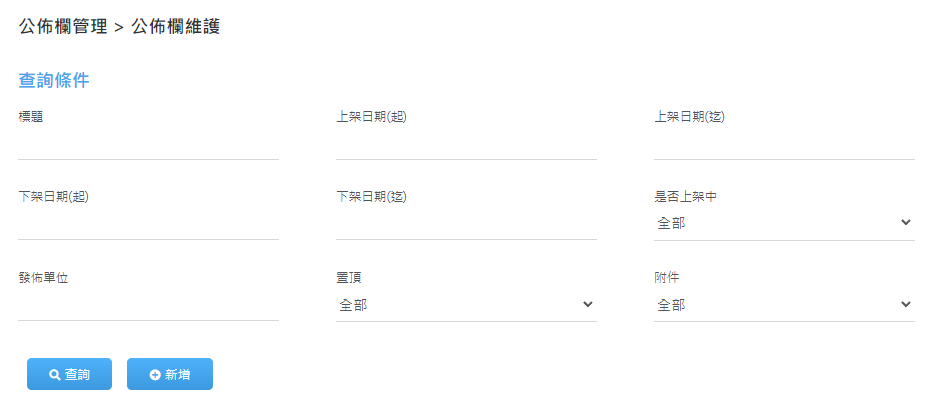 公佈欄管理 > 公佈欄維護
查詢條件
標題 上架日期(起) 上架日期(迄)
下架日期(起) 下架日期(迄) 是否上架中
全部
發佈單位 置頂 附件
全部 全部
查詢 新增